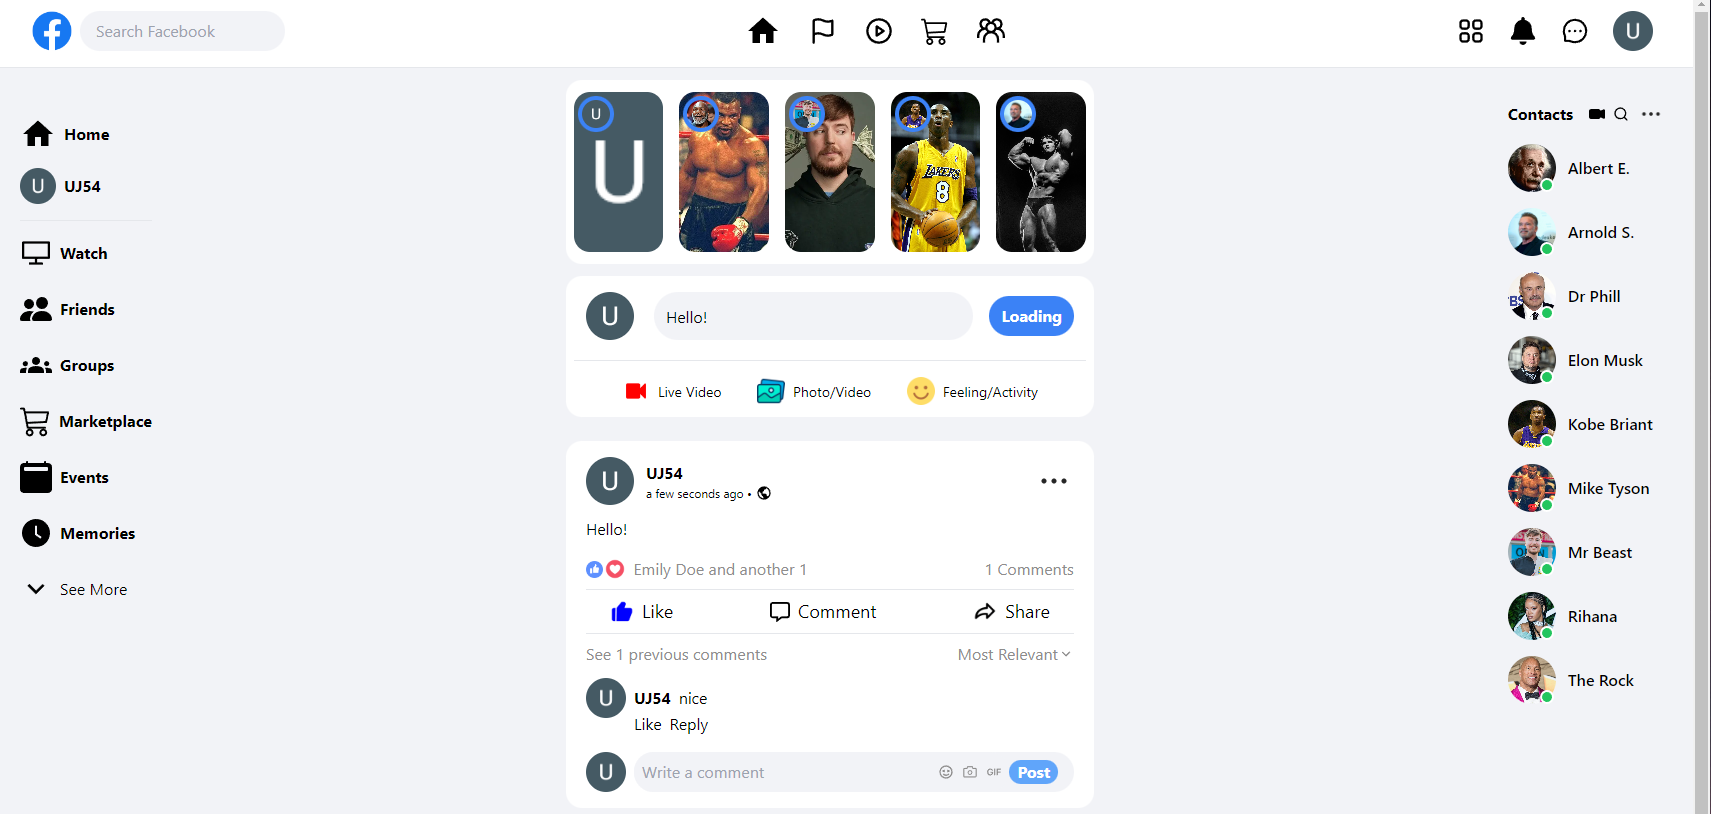 Search Facebook
U
Home
U
UJ54
Watch
Friends
Groups
Marketplace
Events
Memories
See More
U
U
LAKERS
8
U
Hello!
Loading
Live Video
Photo/Video
Feeling/Activity
U
UJ54
a few seconds ago •
Hello!
Emily Doe and another 1
1 Comments
Like
Comment
Share
See 1 previous comments
Most Relevant
U
UJ54 nice
Like Reply
U
Write a comment
GIF
Post
Contacts
Albert E.
Arnold S.
Dr Phill
Elon Musk
Kobe Briant
Mike Tyson
Mr Beast
Rihana
The Rock